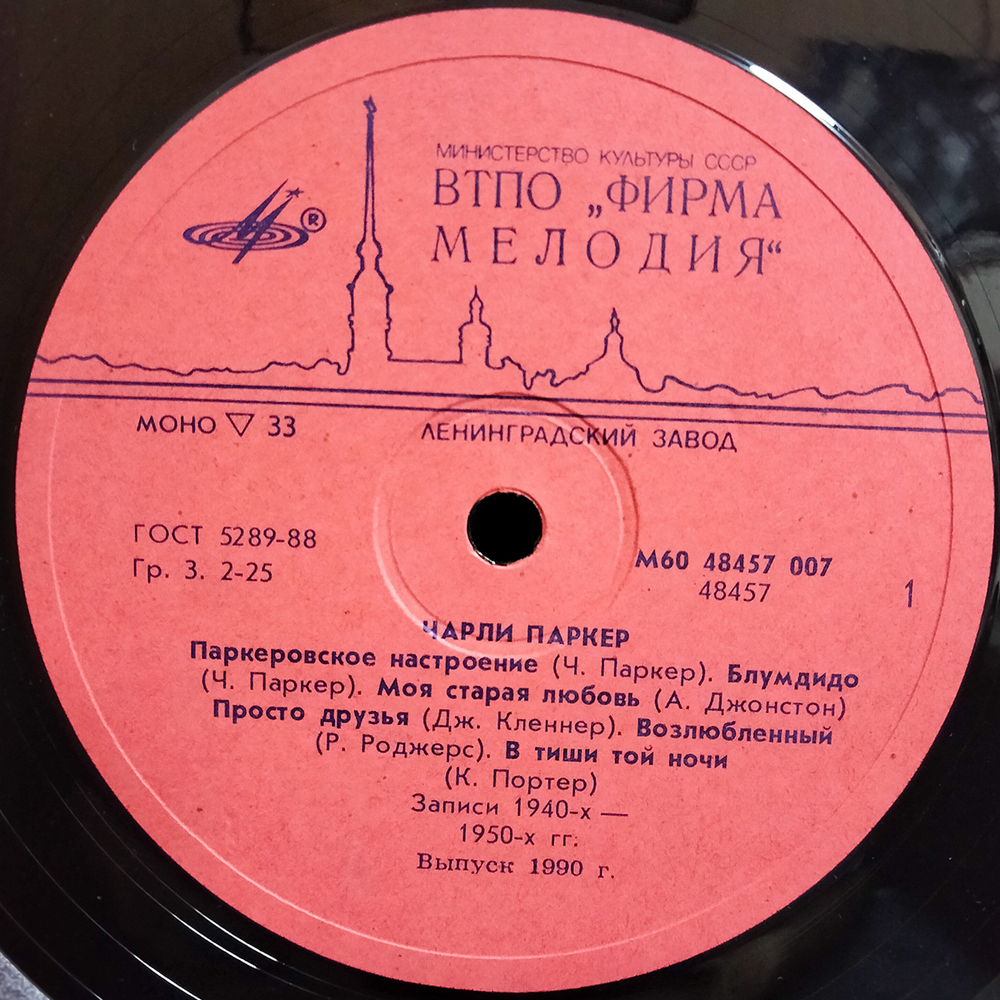 МИНИСТЕРСТВО КУЛЬТУРЫ СССР
ВТПО „ФИРМА
МЕЛОДИЯ“
®
МОНО ▽ 33
ЛЕНИНГРАДСКИЙ ЗАВОД
ГОСТ 5289-88
Гр. 3. 2-25
М60 48457 007
48457
1
ЧАРЛИ ПАРКЕР
Паркеровское настроение (Ч. Паркер). Блумдидо
(Ч. Паркер). Моя старая любовь (А. Джонстон)
Просто друзья (Дж. Кленнер). Возлюбленный
(Р. Роджерс). В тиши той ночи
(К. Портер)
Записи 1940-х —
1950-х гг.
Выпуск 1990 г.